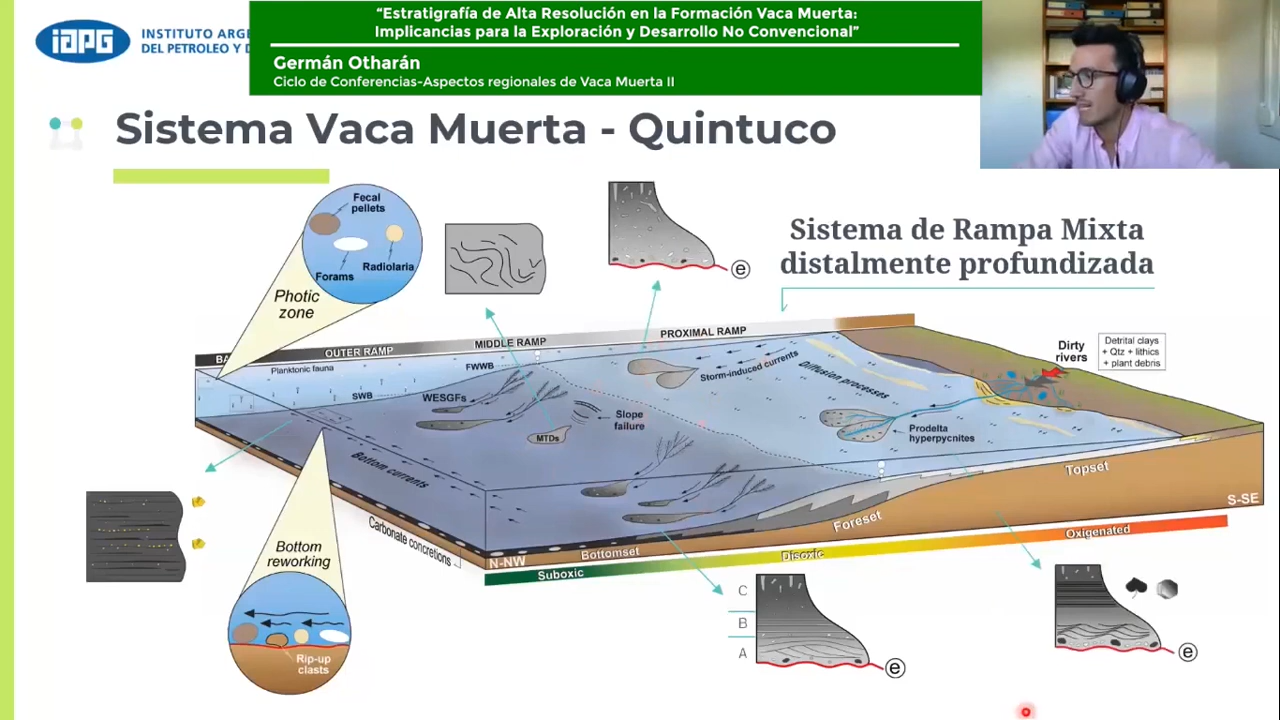 iAPG
INSTITUTO ARGE
DEL PETROLEO Y D
“Estratigrafía de Alta Resolución en la Formación Vaca Muerta:
Implicancias para la Exploración y Desarrollo No Convencional”
Germán Otharán
Ciclo de Conferencias-Aspectos regionales de Vaca Muerta II
Sistema Vaca Muerta - Quintuco
Sistema de Rampa Mixta
distalmente profundizada
Fecal
pellets
Forams
Radiolaria
Photic
zone
e
BA
OUTER RAMP
MIDDLE RAMP
PROXIMAL RAMP
Planktonic fauna
FWWB
SWB
WESGFs
MTDs
Slope
failure
Storm-induced currents
Diffusion processes
Dirty
rivers
Detrital clays
+ Qtz + lithics
+ plant debris
Prodelta
hyperpycnites
Bottom currents
Carbonate concretions
N-NW
Bottomset
Foreset
Topset
S-SE
Suboxic
Disoxic
Oxigenated
Bottom
reworking
Rip-up
clasts
C
B
A
e
e